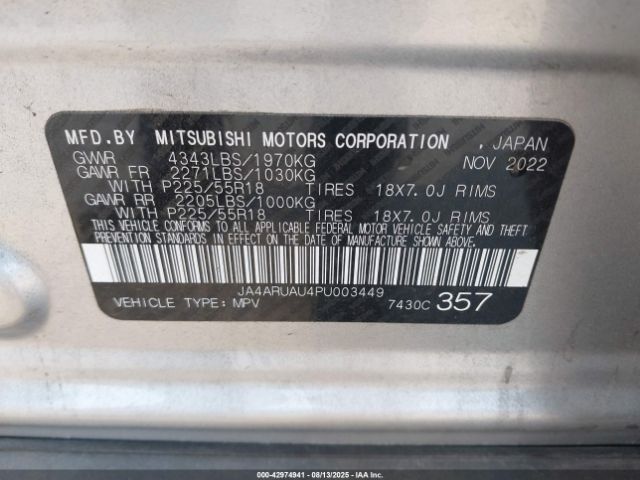 MFD.BY MITSUBISHI MOTORS CORPORATION , JAPAN
GVWR 4343LBS/1970KG NOV 2022
GAWR FR 2271LBS/1030KG
WITH P225/55R18 TIRES 18X7.0J RIMS
GAWR RR 2205LBS/1000KG
WITH P225/55R18 TIRES 18X7.0J RIMS
THIS VEHICLE CONFORMS TO ALL APPLICABLE FEDERAL MOTOR VEHICLE SAFETY AND THEFT
PREVENTION STANDARDS IN EFFECT ON THE DATE OF MANUFACTURE SHOWN ABOVE.
JA4ARUAU4PU003449
VEHICLE TYPE: MPV 7430C 357
000-42974941 - 08/13/2025 - IAAI.COM